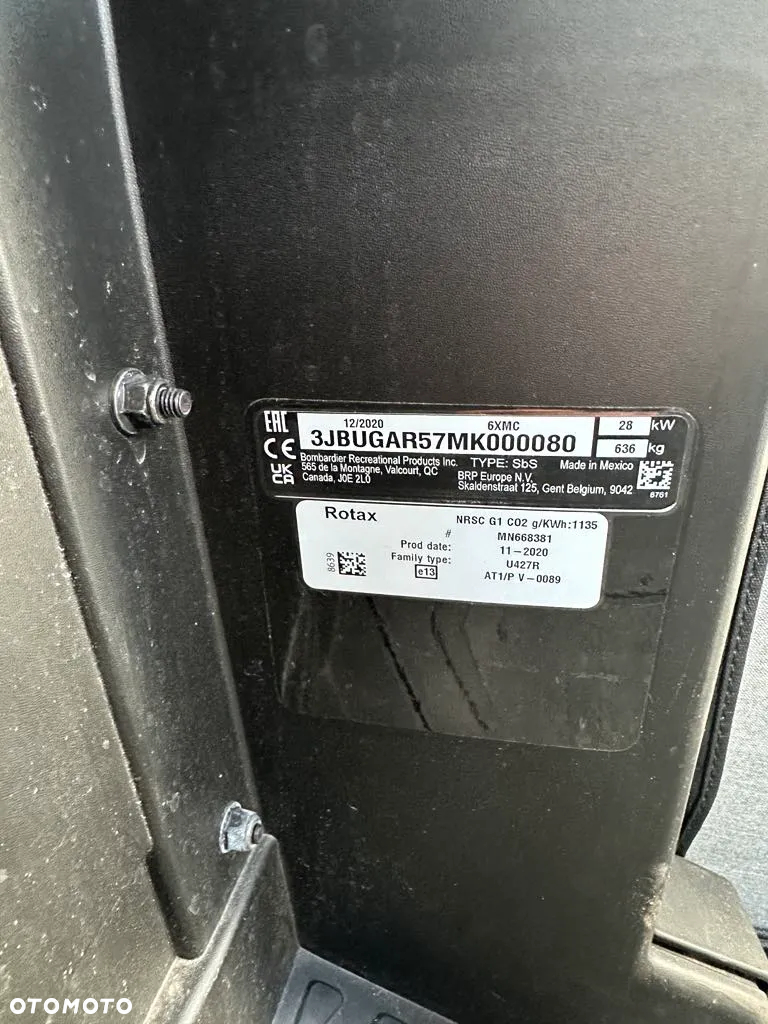 EAC
CE
UK
CA
12/2020 6XMC 28 kW
3JBUGAR57MK000080 636 kg
Bombardier Recreational Products Inc. TYPE: SbS Made in Mexico
565 de la Montagne, Valcourt, QC BRP Europe N.V.
Canada, J0E 2L0 Skaldenstraat 125, Gent Belgium, 9042
6761
Rotax NRSC G1 CO2 g/KWh:1135
# MN668381
Prod date: 11-2020
Family type: U427R
8639 e13 AT1/P V-0089
OTOMOTO